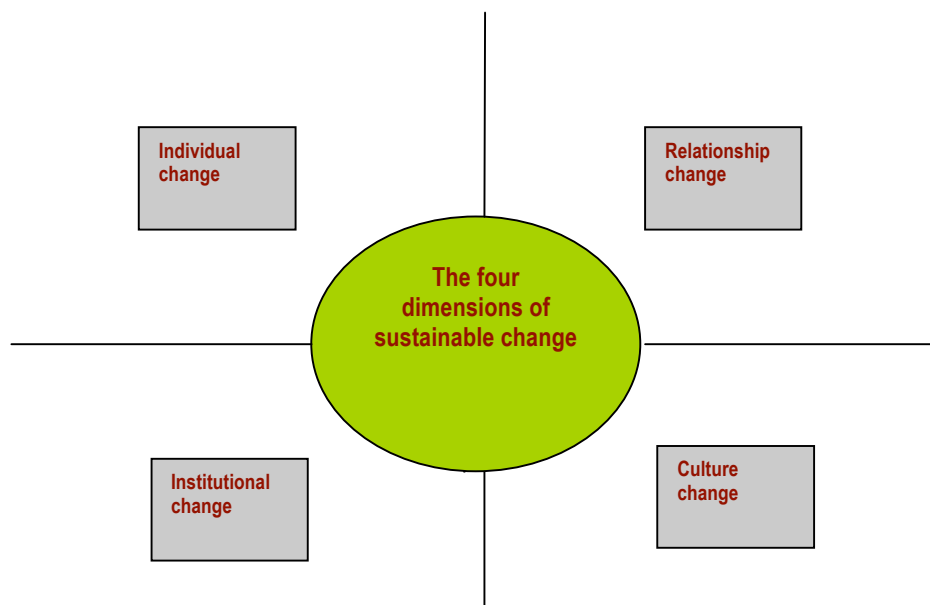 Individual
change
Relationship
change
The four
dimensions of
sustainable change
Institutional
change
Culture
change